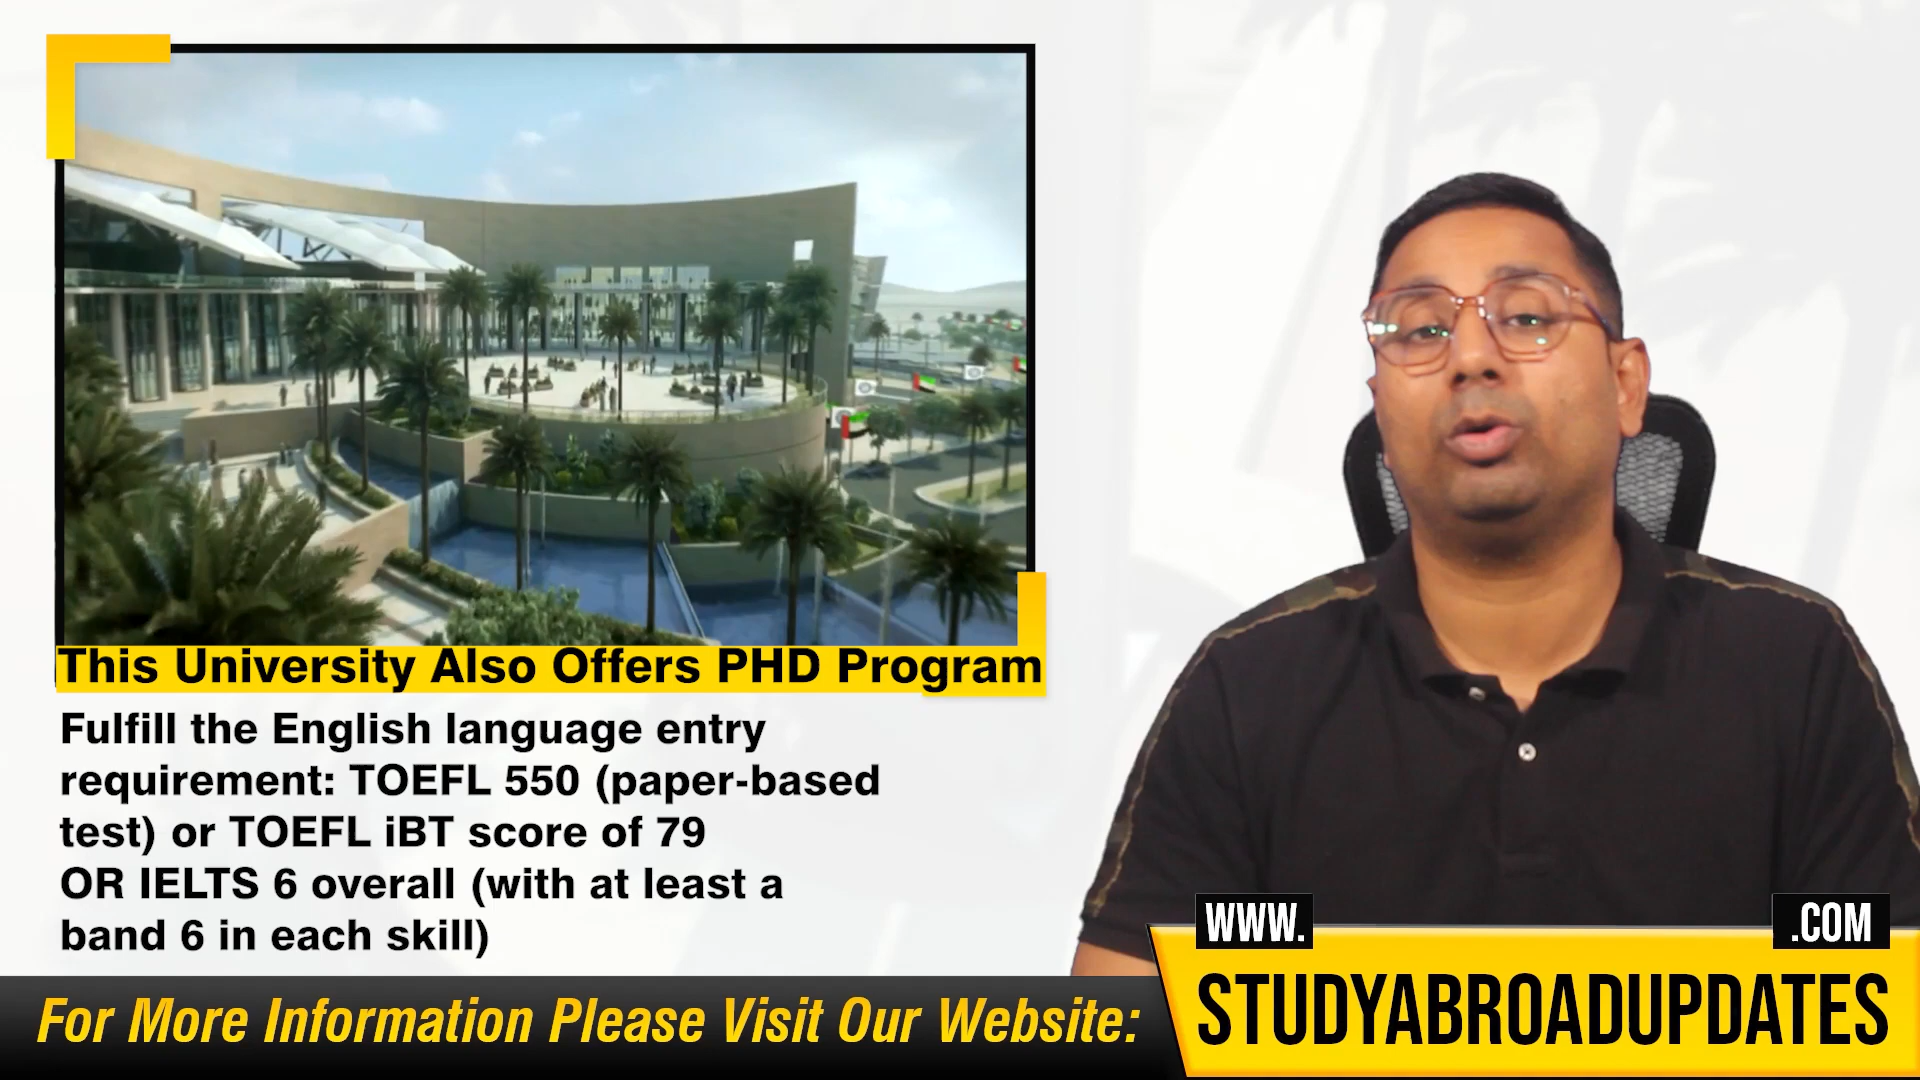 This University Also Offers PHD Program
Fulfill the English language entry
requirement: TOEFL 550 (paper-based
test) or TOEFL iBT score of 79
OR IELTS 6 overall (with at least a
band 6 in each skill)
For More Information Please Visit Our Website:
WWW.
.COM
STUDYABROADUPDATES